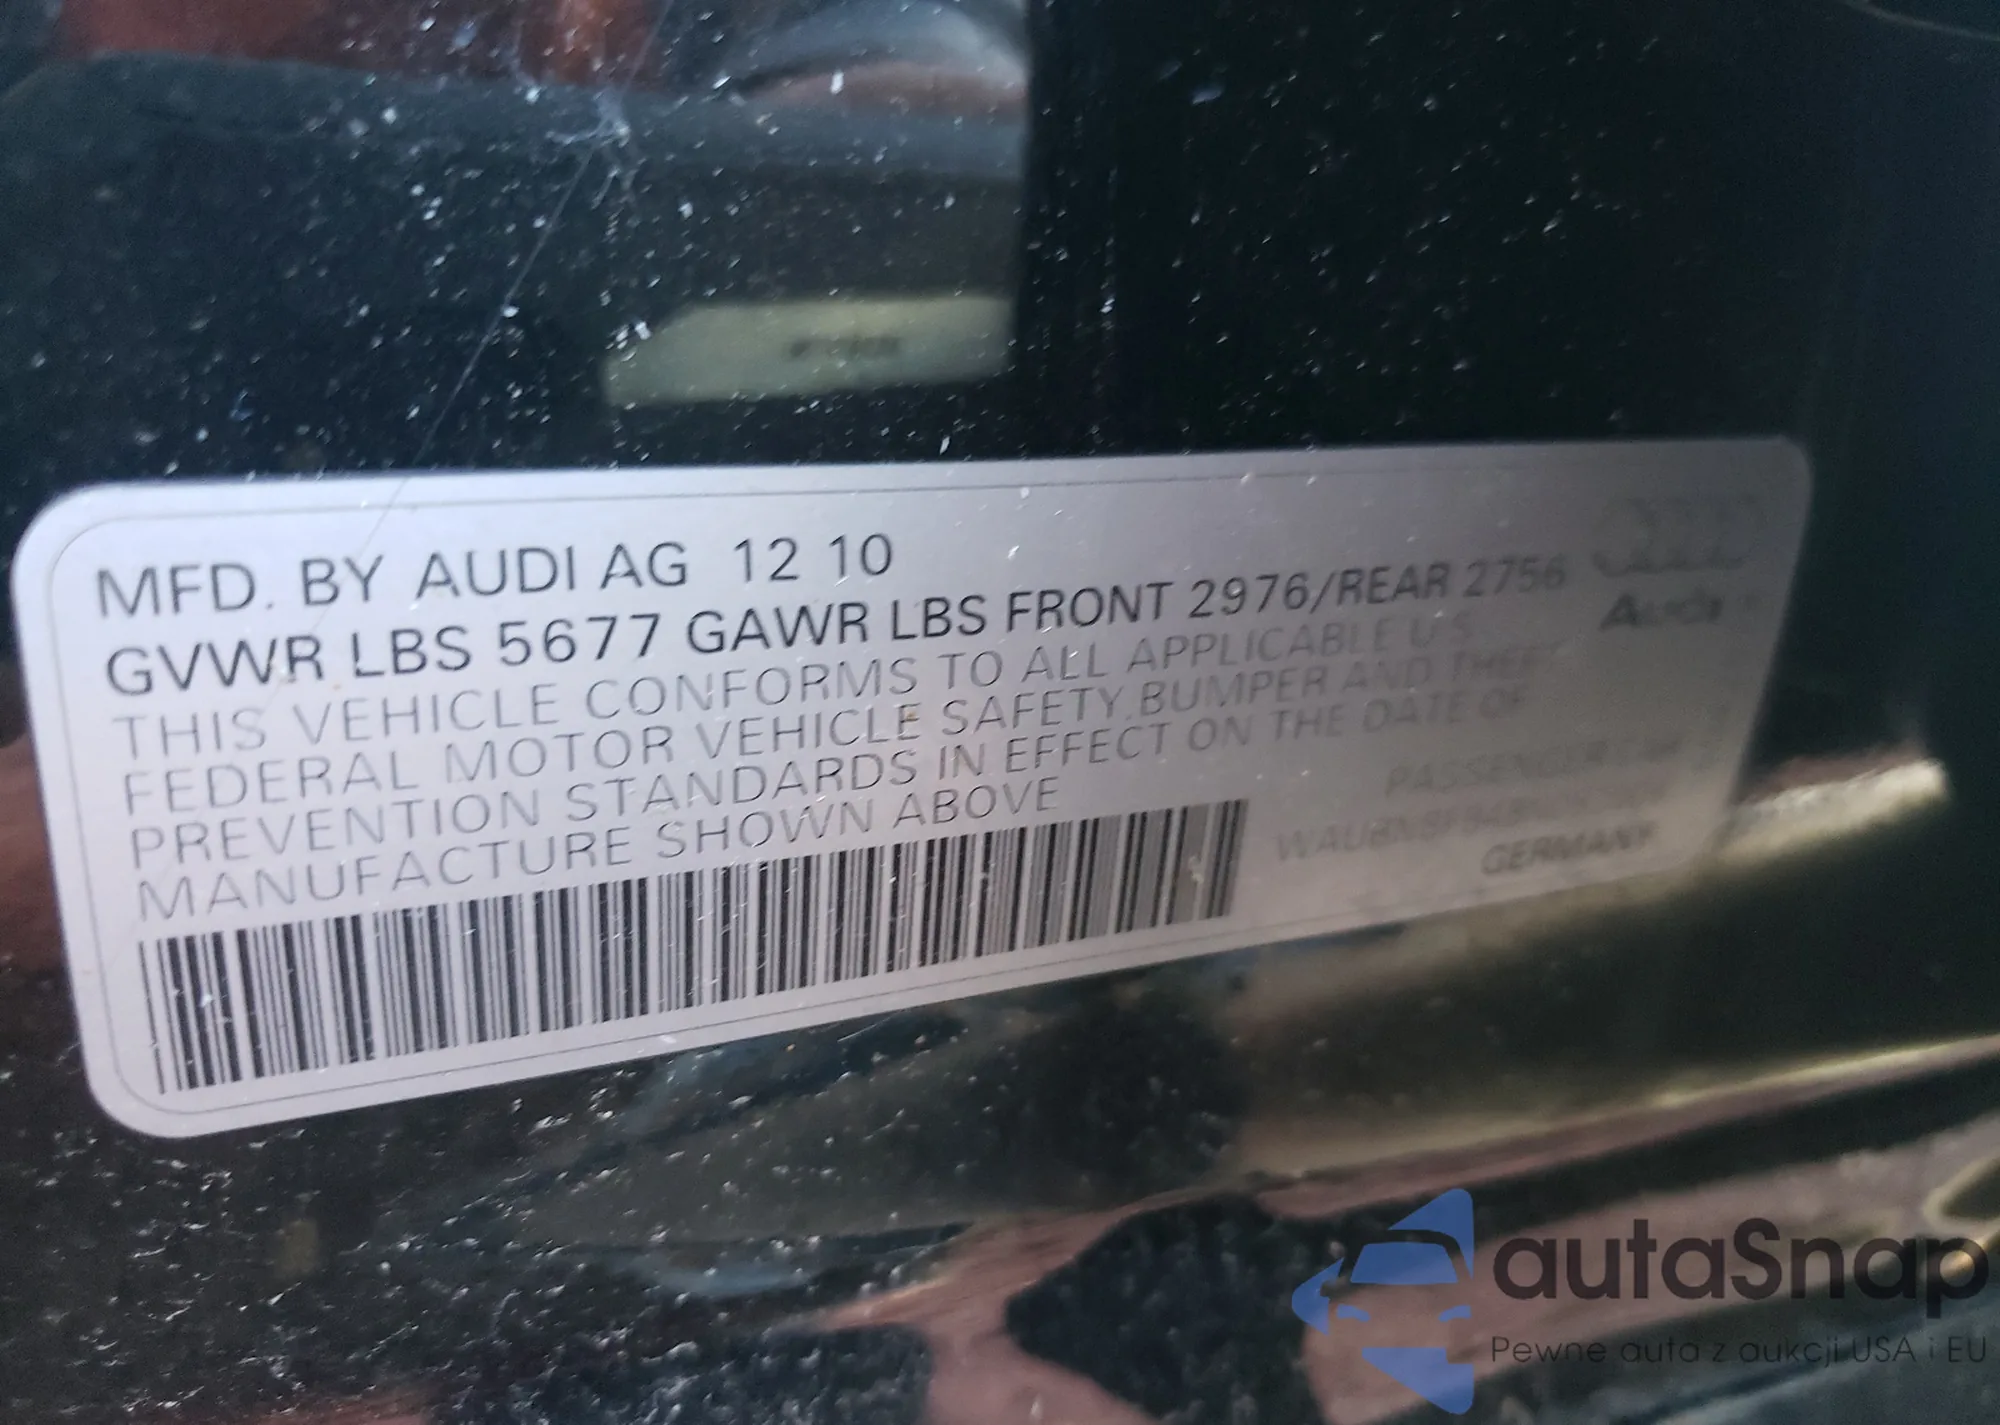 MFD. BY AUDI AG 12 10
GVWR LBS 5677 GAWR LBS FRONT 2976/REAR 2756
Audi
THIS VEHICLE CONFORMS TO ALL APPLICABLE U.S.
FEDERAL MOTOR VEHICLE SAFETY, BUMPER AND THEFT
PREVENTION STANDARDS IN EFFECT ON THE DATE OF
MANUFACTURE SHOWN ABOVE
PASSENGER
GERMANY
autaSnap
Pewne auta z aukcji USA i EU